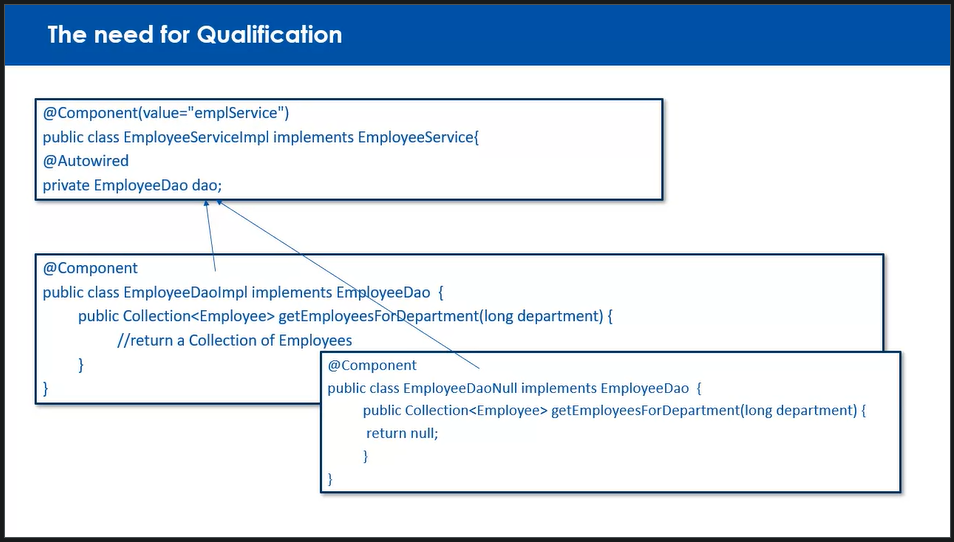 The need for Qualification
@Component(value="emplService")
public class EmployeeServiceImpl implements EmployeeService{
@Autowired
private EmployeeDao dao;
@Component
public class EmployeeDaoImpl implements EmployeeDao {
public Collection<Employee> getEmployeesForDepartment(long department) {
//return a Collection of Employees
}
}
@Component
public class EmployeeDaoNull implements EmployeeDao {
public Collection<Employee> getEmployeesForDepartment(long department) {
return null;
}
}